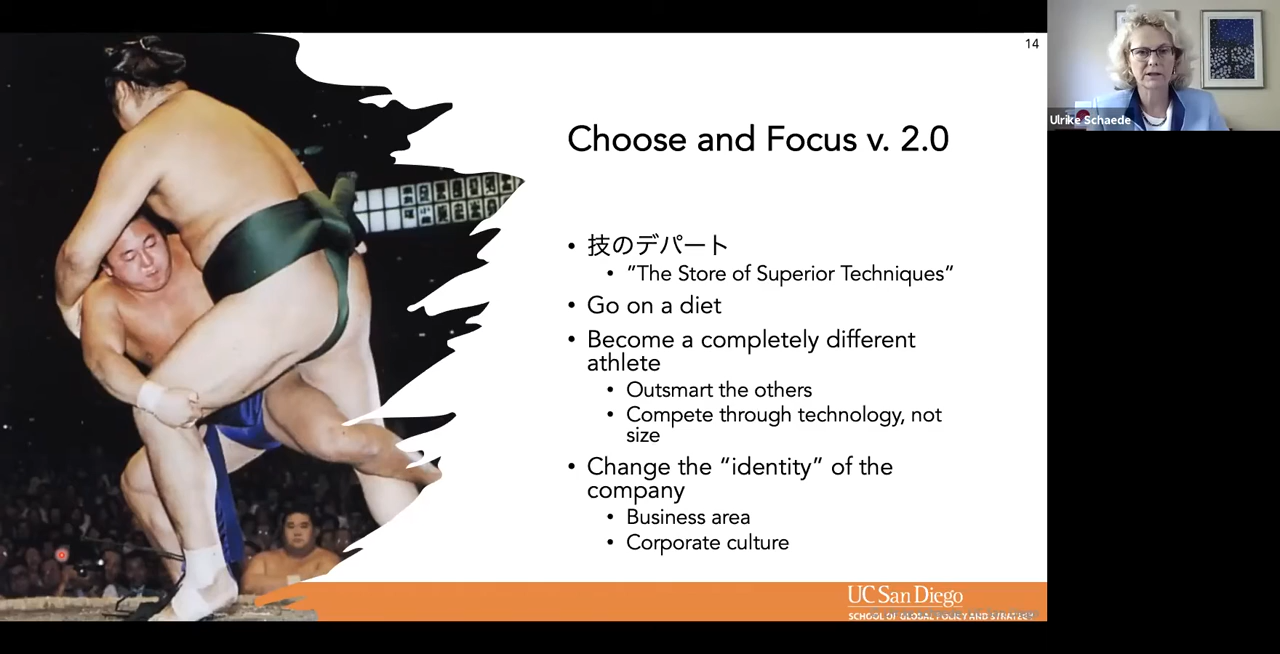 14
Ulrike Schaede
Choose and Focus v. 2.0
• 技のデパート
• ”The Store of Superior Techniques”
• Go on a diet
• Become a completely different
athlete
• Outsmart the others
• Compete through technology, not
size
• Change the “identity” of the
company
• Business area
• Corporate culture
UC San Diego
SCHOOL OF GLOBAL POLICY AND STRATEGY